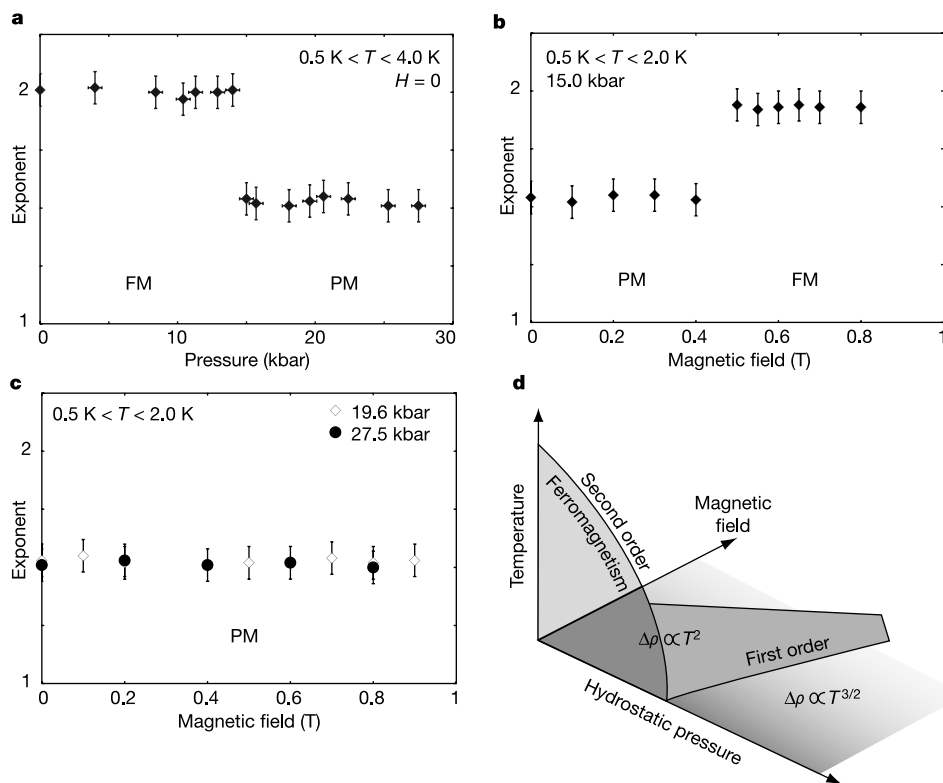 a
0.5 K < T < 4.0 K
H = 0
2
Exponent
FM
PM
1
0
10
20
30
Pressure (kbar)
b
0.5 K < T < 2.0 K
15.0 kbar
2
Exponent
PM
FM
1
0
0.2
0.4
0.6
0.8
1
Magnetic field (T)
c
0.5 K < T < 2.0 K
19.6 kbar
27.5 kbar
2
Exponent
PM
1
0
0.2
0.4
0.6
0.8
1
Magnetic field (T)
d
Temperature
Second order
Ferromagnetism
Magnetic
field
Δρ ∝ T²
First order
Δρ ∝ T³ᐟ²
Hydrostatic pressure